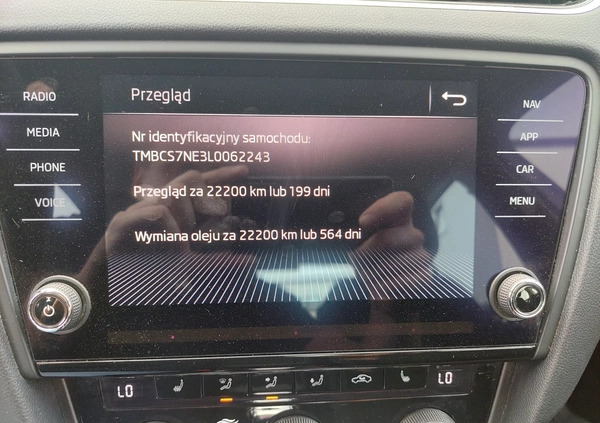 Przegląd
Nr identyfikacyjny samochodu:
TMBCS7NE3L0062243
Przegląd za 22200 km lub 199 dni
Wymiana oleju za 22200 km lub 564 dni
RADIO
MEDIA
PHONE
VOICE
NAV
APP
CAR
MENU
LO
LO